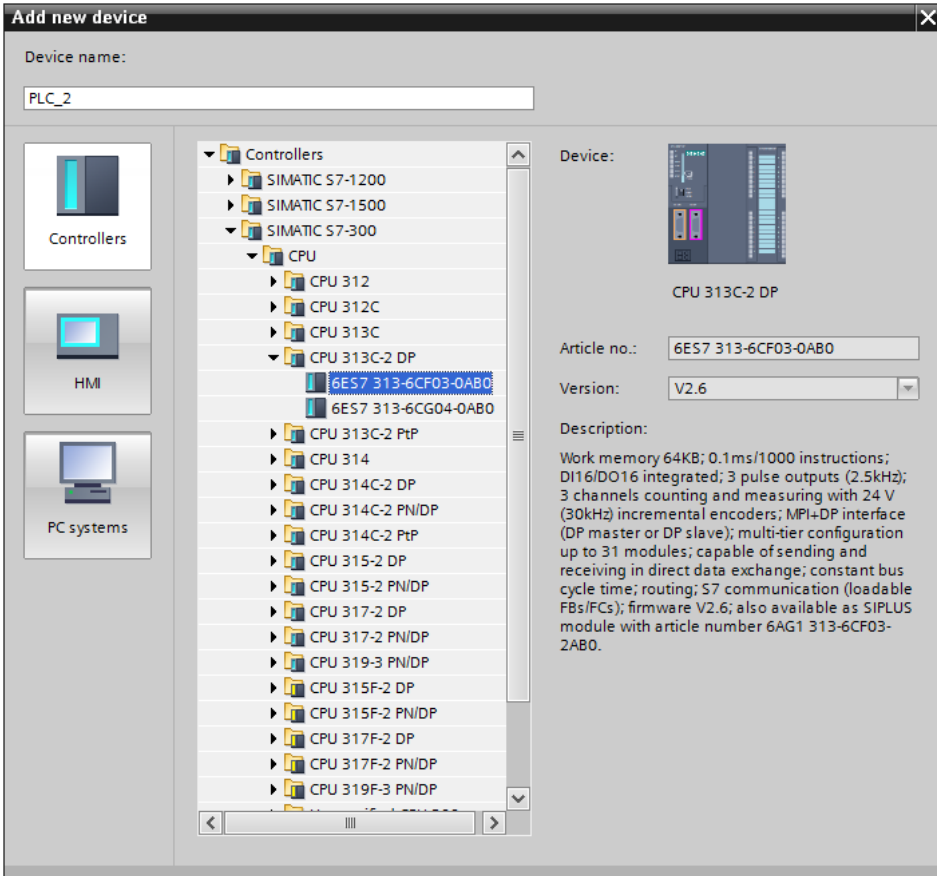 Add new device
Device name:
PLC_2
Controllers
HMI
PC systems
Controllers
SIMATIC S7-1200
SIMATIC S7-1500
SIMATIC S7-300
CPU
CPU 312
CPU 312C
CPU 313C
CPU 313C-2 DP
6ES7 313-6CF03-0AB0
6ES7 313-6CG04-0AB0
CPU 313C-2 PtP
CPU 314
CPU 314C-2 DP
CPU 314C-2 PN/DP
CPU 314C-2 PtP
CPU 315-2 DP
CPU 315-2 PN/DP
CPU 317-2 DP
CPU 317-2 PN/DP
CPU 319-3 PN/DP
CPU 315F-2 DP
CPU 315F-2 PN/DP
CPU 317F-2 DP
CPU 317F-2 PN/DP
CPU 319F-3 PN/DP
Device:
CPU 313C-2 DP
Article no.: 6ES7 313-6CF03-0AB0
Version: V2.6
Description:
Work memory 64KB; 0.1ms/1000 instructions;
DI16/DO16 integrated; 3 pulse outputs (2.5kHz);
3 channels counting and measuring with 24 V
(30kHz) incremental encoders; MPI+DP interface
(DP master or DP slave); multi-tier configuration
up to 31 modules; capable of sending and
receiving in direct data exchange; constant bus
cycle time; routing; S7 communication (loadable
FBs/FCs); firmware V2.6; also available as SIPLUS
module with article number 6AG1 313-6CF03-
2AB0.